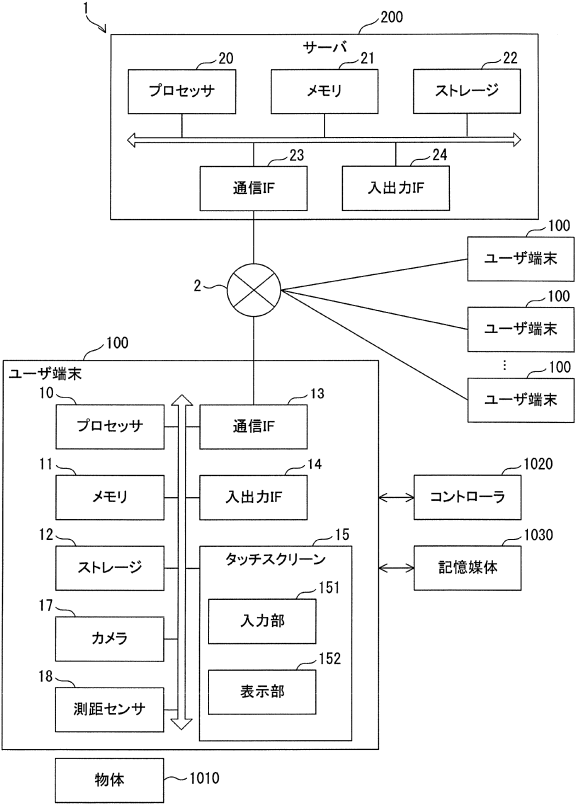 1
200
サーバ
20
21
22
プロセッサ
メモリ
ストレージ
23
24
通信IF
入出力IF
2
100
ユーザ端末
100
ユーザ端末
⋮
100
ユーザ端末
100
ユーザ端末
10
プロセッサ
13
通信IF
11
メモリ
14
入出力IF
12
ストレージ
15
タッチスクリーン
151
入力部
152
表示部
17
カメラ
18
測距センサ
1020
コントローラ
1030
記憶媒体
物体
1010